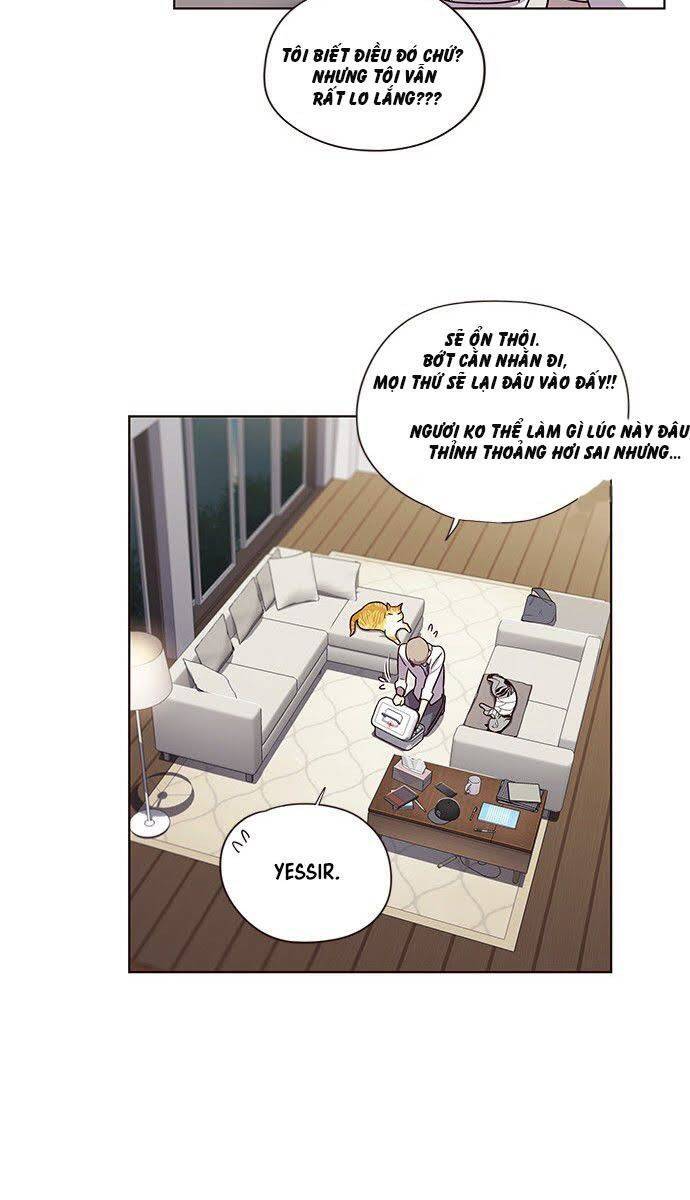 TÔI BIẾT ĐIỀU ĐÓ CHỨ?
NHƯNG TÔI VẪN
RẤT LO LẮNG???
SẼ ỔN THÔI.
BỚT CẰN NHẰN ĐI,
MỌI THỨ SẼ LẠI ĐÂU VÀO ĐẤY!!
NGƯƠI KO THỂ LÀM GÌ LÚC NÀY ĐÂU
THỈNH THOẢNG HƠI SAI NHƯNG...
YESSIR.